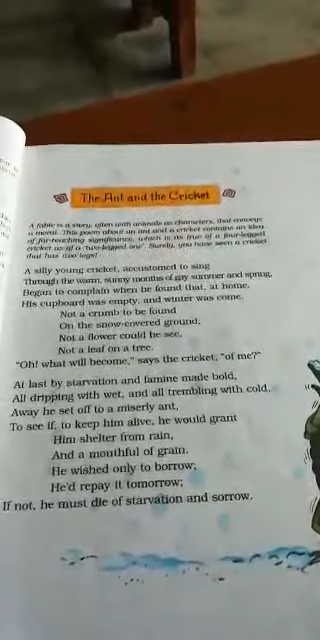 The Ant and the Cricket
A fable is a story, often with animals as characters, that conveys
a moral. This poem about an ant and a cricket contains an idea
of far-reaching significance, which is as true of a four-legged
cricket as of a 'two-legged one'. Surely, you have seen a cricket
that has two legs!
A silly young cricket, accustomed to sing
Through the warm, sunny months of gay summer and spring,
Began to complain when he found that, at home,
His cupboard was empty, and winter was come.
Not a crumb to be found
On the snow-covered ground;
Not a flower could he see,
Not a leaf on a tree.
“Oh! what will become,” says the cricket, “of me?”
At last by starvation and famine made bold,
All dripping with wet, and all trembling with cold,
Away he set off to a miserly ant,
To see if, to keep him alive, he would grant
Him shelter from rain,
And a mouthful of grain.
He wished only to borrow;
He'd repay it tomorrow;
If not, he must die of starvation and sorrow.